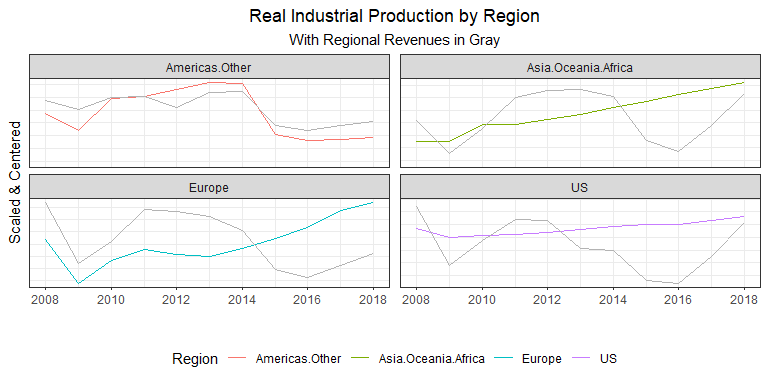 Real Industrial Production by Region
With Regional Revenues in Gray
Americas.Other
Asia.Oceania.Africa
Scaled & Centered
Europe
US
2008 2010 2012 2014 2016 2018
2008 2010 2012 2014 2016 2018
Region Americas.Other Asia.Oceania.Africa Europe US